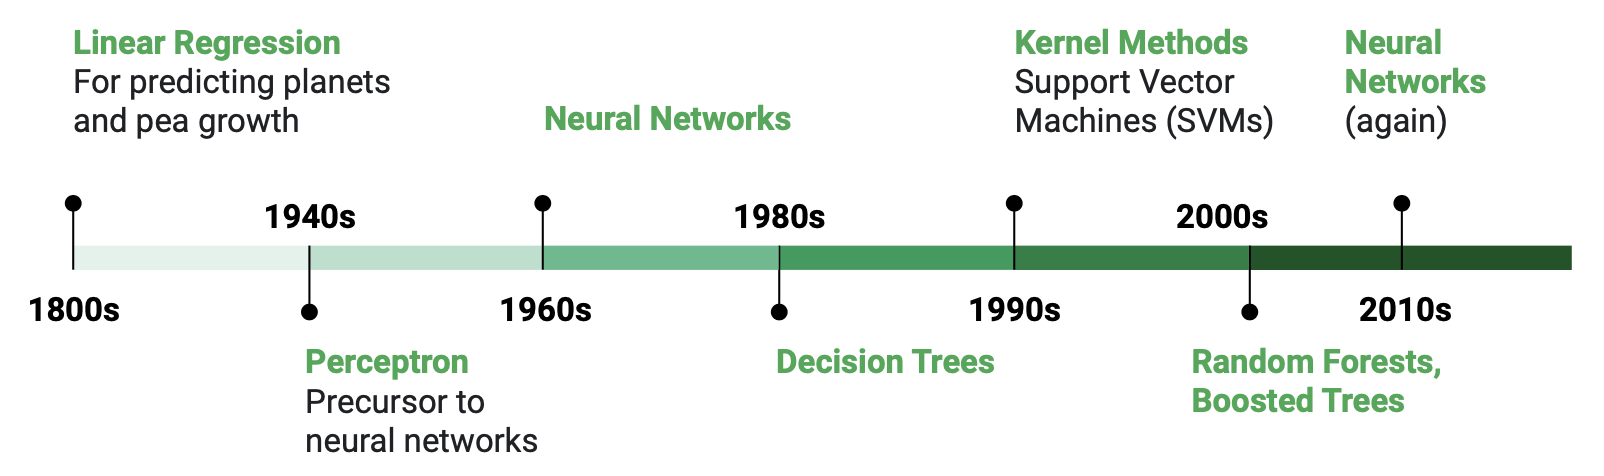 Linear Regression
For predicting planets
and pea growth
Neural Networks
Kernel Methods
Support Vector
Machines (SVMs)
Neural
Networks
(again)
1940s
1980s
2000s
1800s
1960s
1990s
2010s
Perceptron
Precursor to
neural networks
Decision Trees
Random Forests,
Boosted Trees